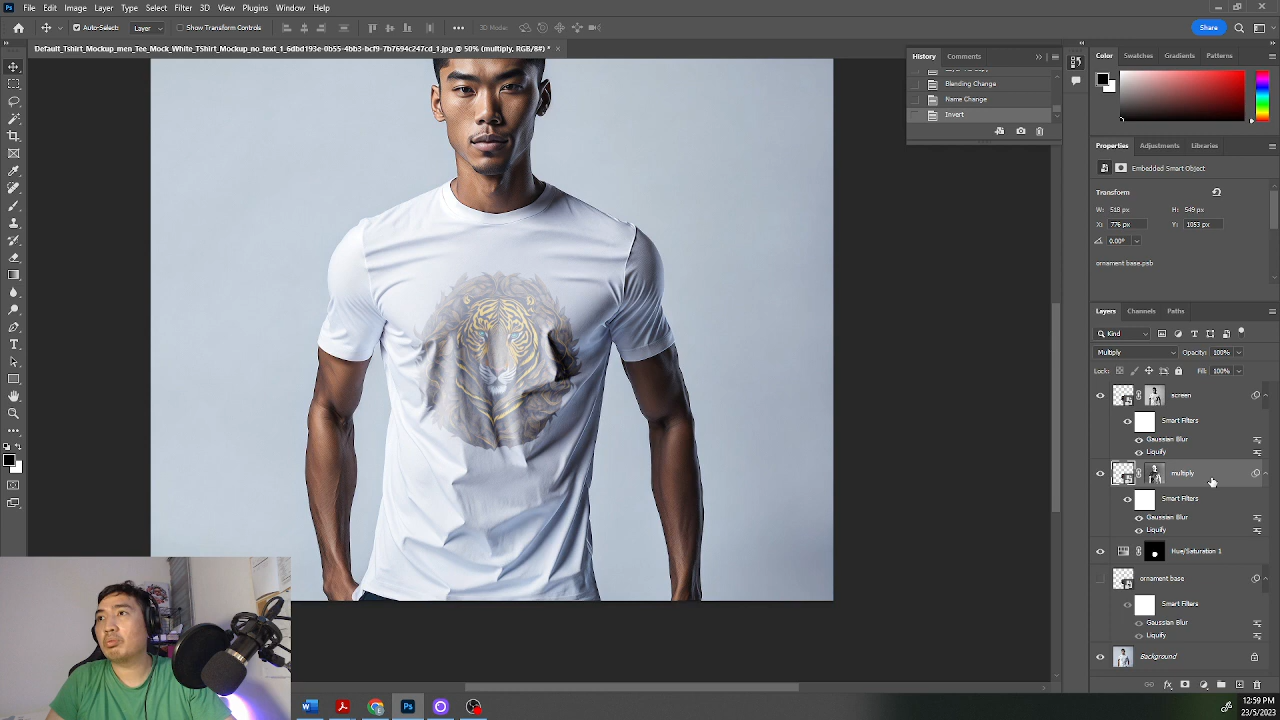 File Edit Image Layer Type Select Filter 3D View Plugins Window Help
Auto-Select: Layer Show Transform Controls 3D Mode: Share
Default_Tshirt_Mockup_men_Tee_Mock_White_TShirt_Mockup_no_text_1_6dbd193e-0b55-4bb3-bcf9-7b7694c247cd_1.jpg @ 50% (multiply, RGB/8#) *
History Comments
Blending Change
Name Change
Invert
Color Swatches Gradients Patterns
Properties Adjustments Libraries
Embedded Smart Object
Transform
W: 518 px H: 549 px
X: 776 px Y: 1053 px
0.00°
ornament base.psb
Layers Channels Paths
Kind
Multiply Opacity: 100%
Lock: Fill: 100%
screen
Smart Filters
Gaussian Blur
Liquify
multiply
Smart Filters
Gaussian Blur
Liquify
Hue/Saturation 1
ornament base
Smart Filters
Gaussian Blur
Liquify
Background
12:59 PM
23/5/2023